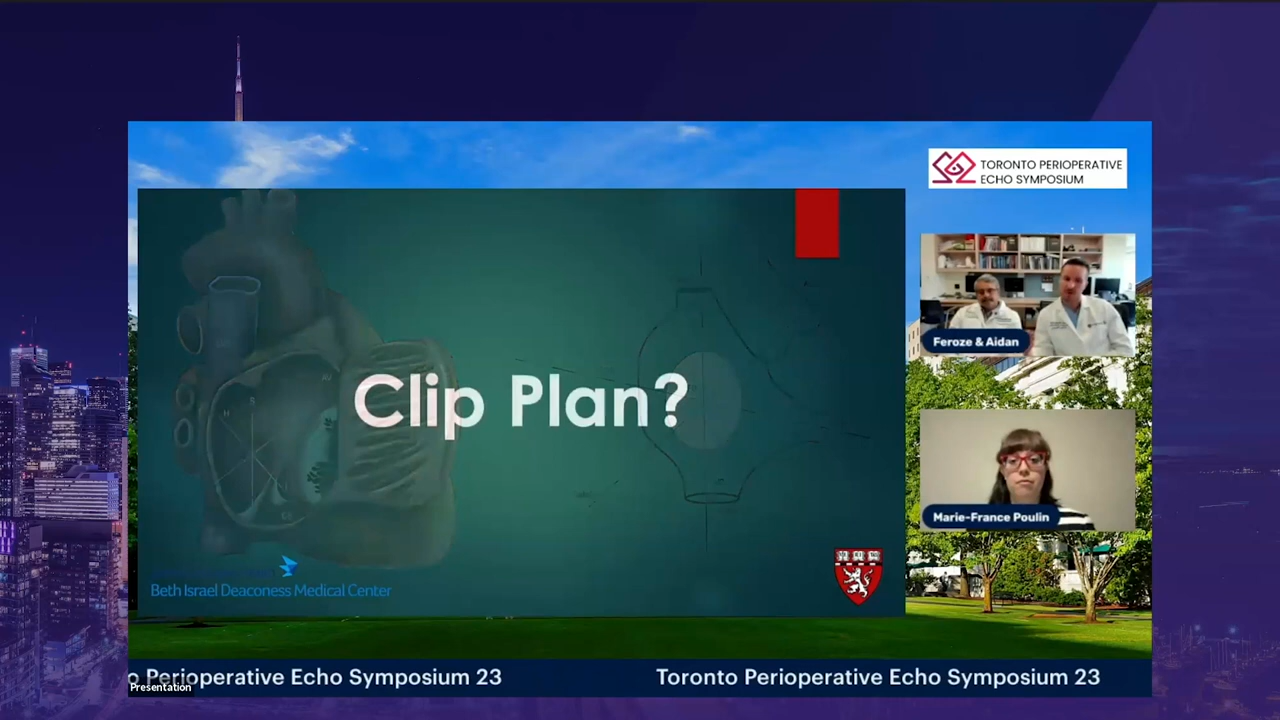 TORONTO PERIOPERATIVE
ECHO SYMPOSIUM
Clip Plan?
Feroze & Aidan
Marie-France Poulin
Beth Israel Deaconess Medical Center
o Perioperative Echo Symposium 23
Toronto Perioperative Echo Symposium 23
Presentation